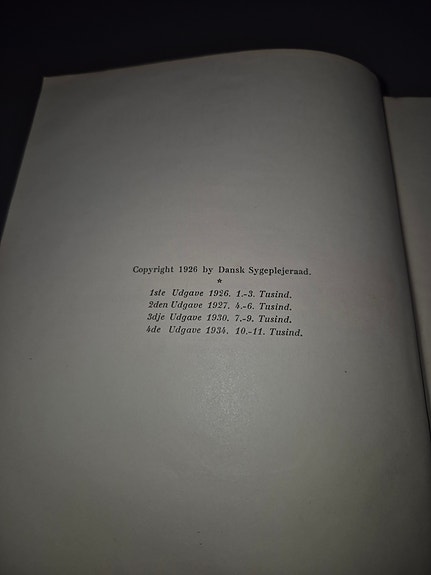 Copyright 1926 by Dansk Sygeplejeraad.
*
1ste Udgave 1926. 1.-3. Tusind.
2den Udgave 1927. 4.-6. Tusind.
3dje Udgave 1930. 7.-9. Tusind.
4de Udgave 1934. 10.-11. Tusind.